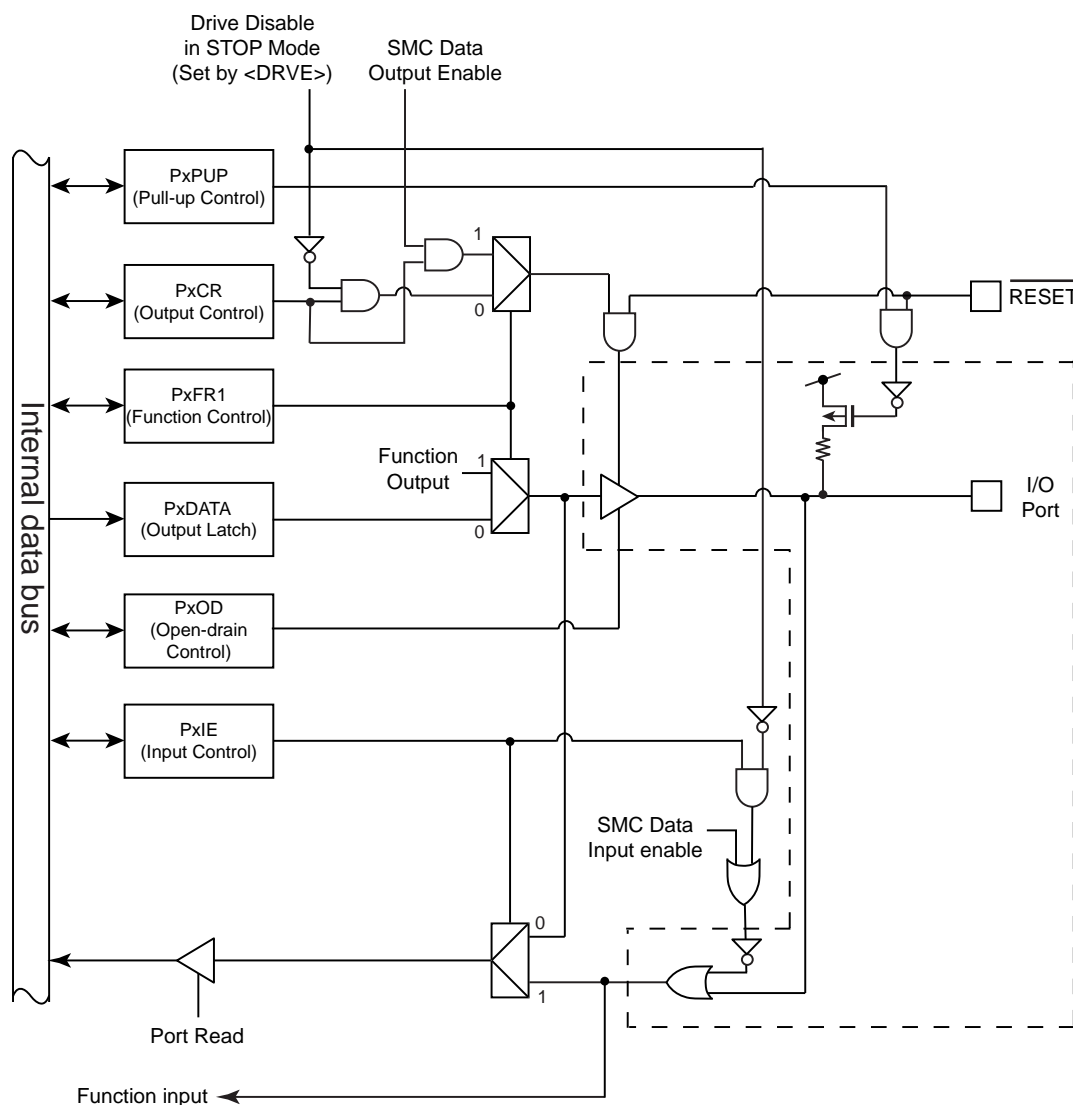 Drive Disable
in STOP Mode
(Set by <DRVE>)
SMC Data
Output Enable
PxPUP
(Pull-up Control)
1
PxCR
(Output Control)
0
RESET
PxFR1
(Function Control)
Function
Output
1
I/O
Port
PxDATA
(Output Latch)
0
Internal data bus
PxOD
(Open-drain
Control)
PxIE
(Input Control)
SMC Data
Input enable
0
1
Port Read
Function input